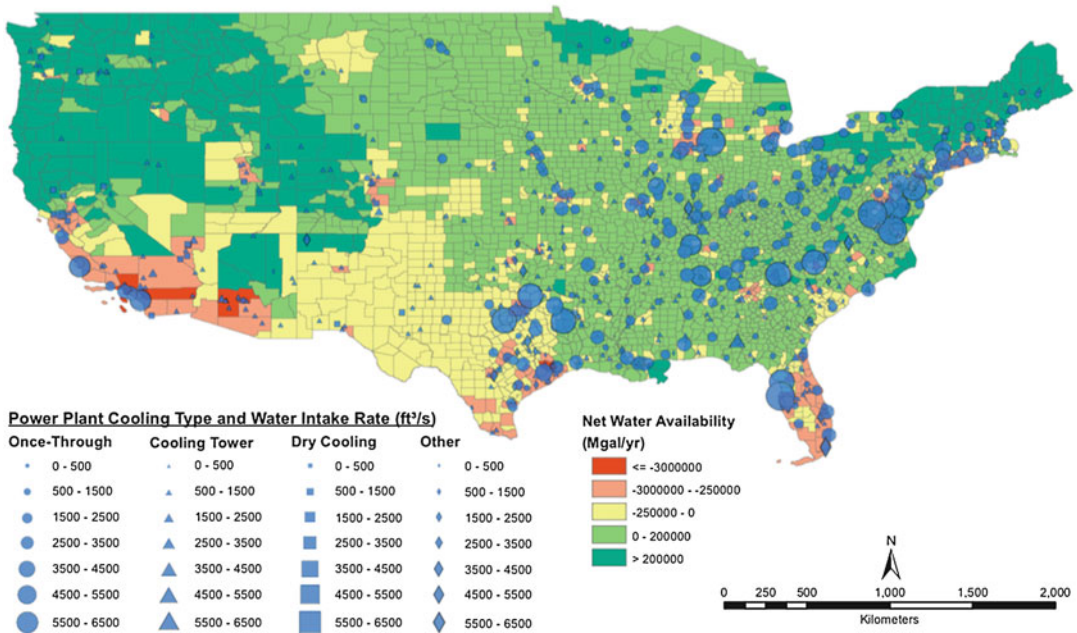 Power Plant Cooling Type and Water Intake Rate (ft³/s)
Once-Through Cooling Tower Dry Cooling Other
0 - 500 0 - 500 0 - 500 0 - 500
500 - 1500 500 - 1500 500 - 1500 500 - 1500
1500 - 2500 1500 - 2500 1500 - 2500 1500 - 2500
2500 - 3500 2500 - 3500 2500 - 3500 2500 - 3500
3500 - 4500 3500 - 4500 3500 - 4500 3500 - 4500
4500 - 5500 4500 - 5500 4500 - 5500 4500 - 5500
5500 - 6500 5500 - 6500 5500 - 6500 5500 - 6500
Net Water Availability
(Mgal/yr)
<= -3000000
-3000000 - -250000
-250000 - 0
0 - 200000
> 200000
N
0 250 500 1,000 1,500 2,000
Kilometers